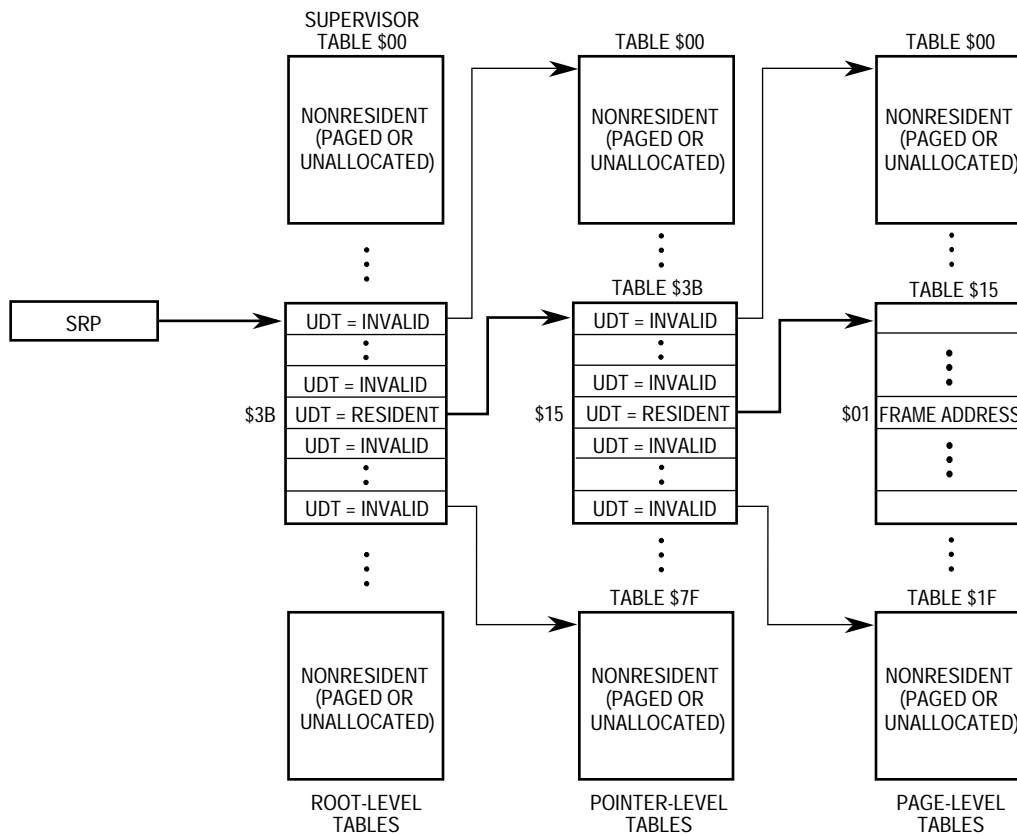 SUPERVISOR
TABLE $00
NONRESIDENT
(PAGED OR
UNALLOCATED)
SRP
$3B
UDT = INVALID
UDT = INVALID
UDT = RESIDENT
UDT = INVALID
UDT = INVALID
NONRESIDENT
(PAGED OR
UNALLOCATED)
ROOT-LEVEL
TABLES
TABLE $00
NONRESIDENT
(PAGED OR
UNALLOCATED)
TABLE $3B
$15
UDT = INVALID
UDT = INVALID
UDT = RESIDENT
UDT = INVALID
UDT = INVALID
TABLE $7F
NONRESIDENT
(PAGED OR
UNALLOCATED)
POINTER-LEVEL
TABLES
TABLE $00
NONRESIDENT
(PAGED OR
UNALLOCATED)
TABLE $15
$01
FRAME ADDRESS
TABLE $1F
NONRESIDENT
(PAGED OR
UNALLOCATED)
PAGE-LEVEL
TABLES